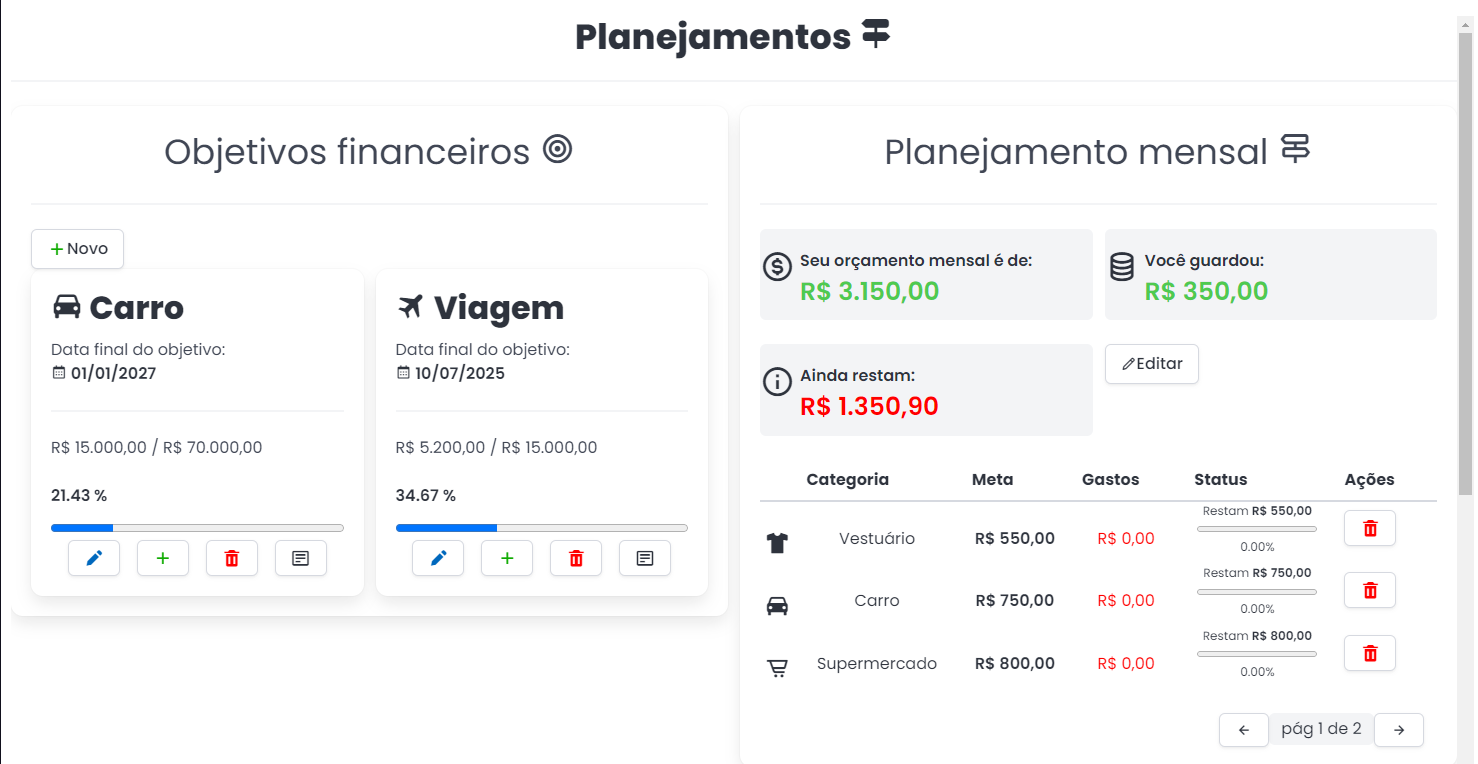 Planejamentos
Objetivos financeiros
+ Novo
Carro
Data final do objetivo:
01/01/2027
R$ 15.000,00 / R$ 70.000,00
21.43 %
Viagem
Data final do objetivo:
10/07/2025
R$ 5.200,00 / R$ 15.000,00
34.67 %
Planejamento mensal
Seu orçamento mensal é de:
R$ 3.150,00
Você guardou:
R$ 350,00
Ainda restam:
R$ 1.350,90
Editar
Categoria Meta Gastos Status Ações
Restam R$ 550,00
Vestuário R$ 550,00 R$ 0,00
0.00%
Restam R$ 750,00
Carro R$ 750,00 R$ 0,00
0.00%
Restam R$ 800,00
Supermercado R$ 800,00 R$ 0,00
0.00%
← pág 1 de 2 →